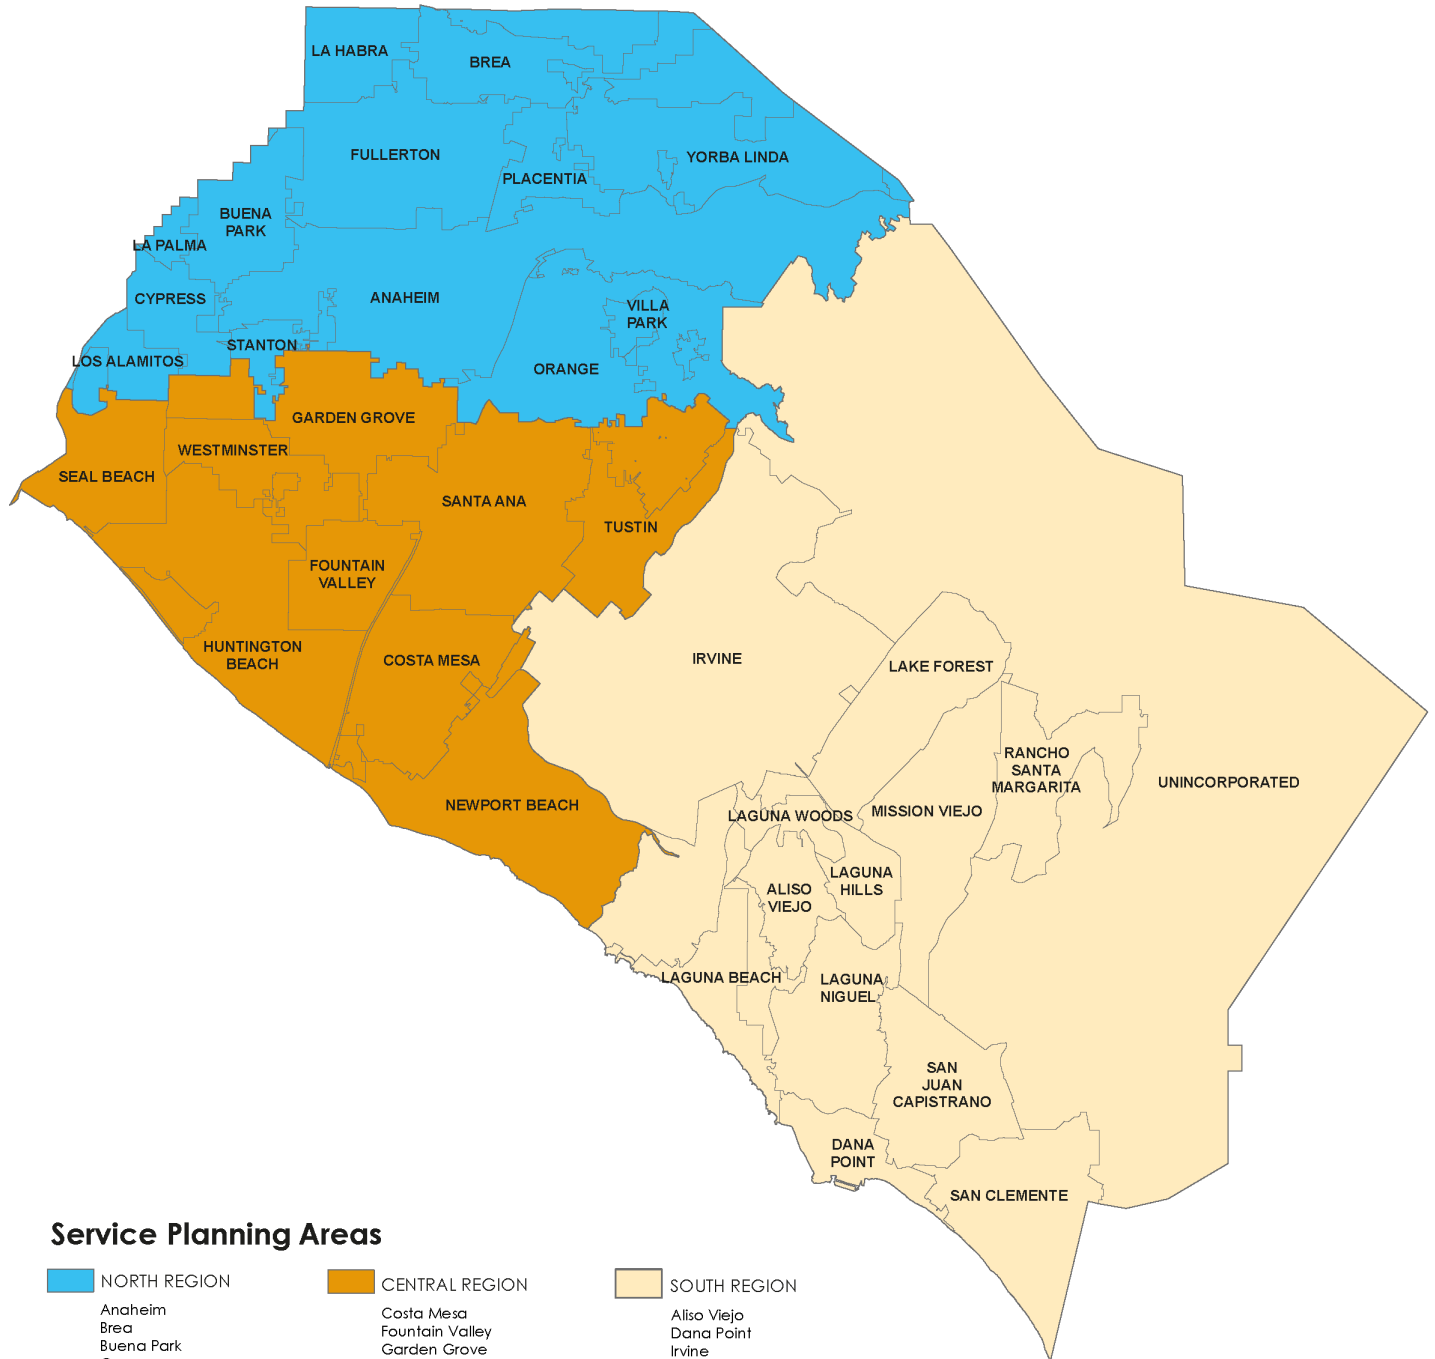 LA HABRA
BREA
FULLERTON
YORBA LINDA
PLACENTIA
BUENA
PARK
LA PALMA
CYPRESS
ANAHEIM
VILLA
PARK
STANTON
LOS ALAMITOS
ORANGE
GARDEN GROVE
WESTMINSTER
SEAL BEACH
SANTA ANA
TUSTIN
FOUNTAIN
VALLEY
HUNTINGTON
BEACH
COSTA MESA
IRVINE
LAKE FOREST
RANCHO
SANTA
MARGARITA
UNINCORPORATED
NEWPORT BEACH
LAGUNA WOODS
MISSION VIEJO
LAGUNA
HILLS
ALISO
VIEJO
LAGUNA BEACH
LAGUNA
NIGUEL
SAN
JUAN
CAPISTRANO
DANA
POINT
SAN CLEMENTE
Service Planning Areas
NORTH REGION
Anaheim
Brea
Buena Park
CENTRAL REGION
Costa Mesa
Fountain Valley
Garden Grove
SOUTH REGION
Aliso Viejo
Dana Point
Irvine